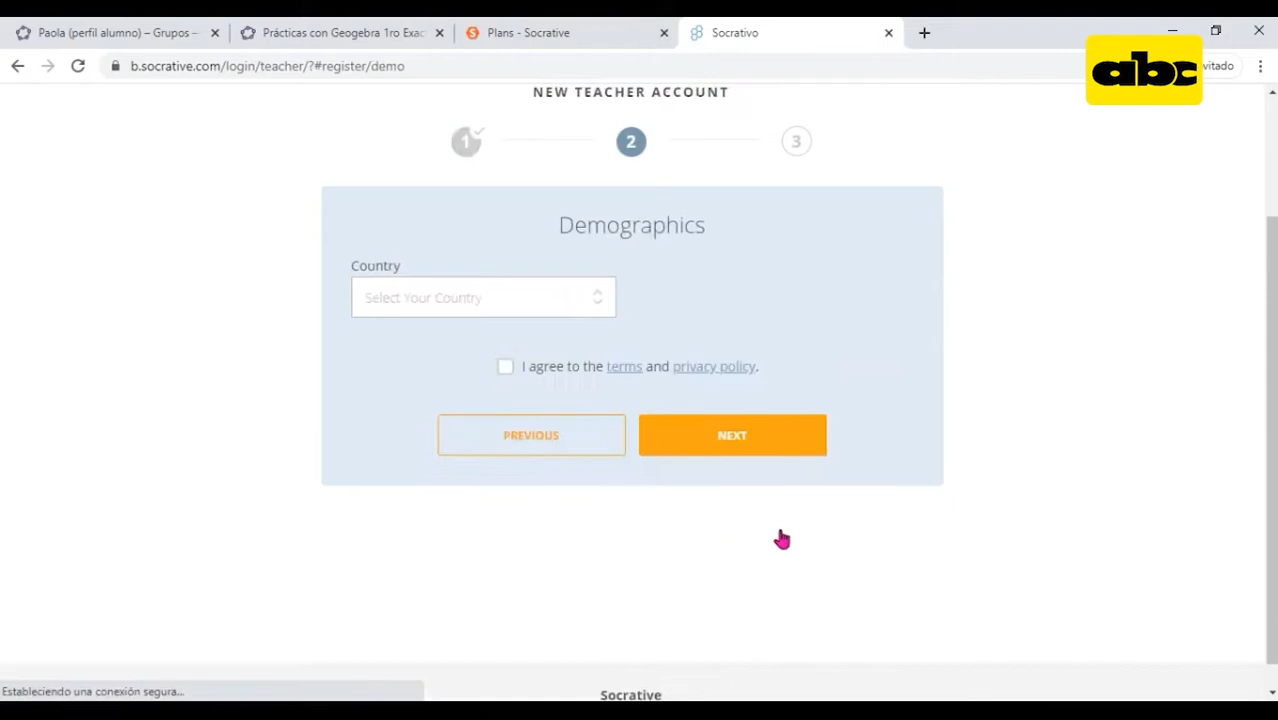 Paola (perfil alumno) – Grupos –
Prácticas con Geogebra 1ro Exac
Plans - Socrative
Socrativo
b.socrative.com/login/teacher/?#register/demo
vitado
abc
NEW TEACHER ACCOUNT
1
2
3
Demographics
Country
Select Your Country
I agree to the terms and privacy policy.
PREVIOUS
NEXT
Estableciendo una conexión segura...
Socrative